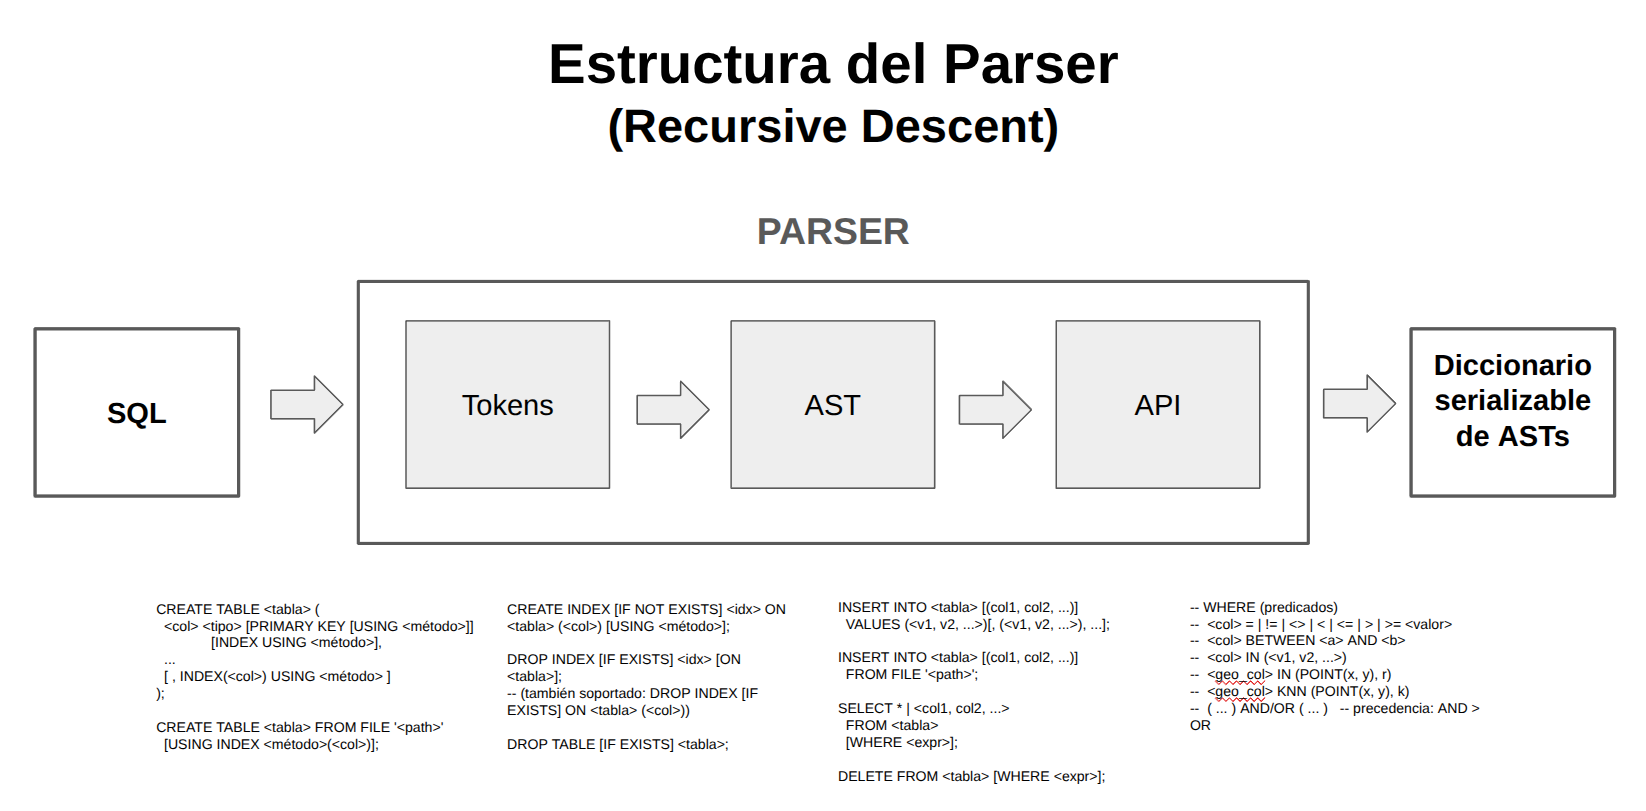 Estructura del Parser
(Recursive Descent)
PARSER
SQL
Tokens
AST
API
Diccionario
serializable
de ASTs
CREATE TABLE <tabla> (
<col> <tipo> [PRIMARY KEY [USING <método>]]
[INDEX USING <método>],
...
[ , INDEX(<col>) USING <método> ]
);
CREATE TABLE <tabla> FROM FILE '<path>'
[USING INDEX <método>(<col>)];
CREATE INDEX [IF NOT EXISTS] <idx> ON
<tabla> (<col>) [USING <método>];
DROP INDEX [IF EXISTS] <idx> [ON
<tabla>];
-- (también soportado: DROP INDEX [IF
EXISTS] ON <tabla> (<col>))
DROP TABLE [IF EXISTS] <tabla>;
INSERT INTO <tabla> [(col1, col2, ...)]
VALUES (<v1, v2, ...>)[, (<v1, v2, ...>), ...];
INSERT INTO <tabla> [(col1, col2, ...)]
FROM FILE '<path>';
SELECT * | <col1, col2, ...>
FROM <tabla>
[WHERE <expr>];
DELETE FROM <tabla> [WHERE <expr>];
-- WHERE (predicados)
-- <col> = | != | <> | < | <= | > | >= <valor>
-- <col> BETWEEN <a> AND <b>
-- <col> IN (<v1, v2, ...>)
-- <geo_col> IN (POINT(x, y), r)
-- <geo_col> KNN (POINT(x, y), k)
-- ( ... ) AND/OR ( ... ) -- precedencia: AND >
OR